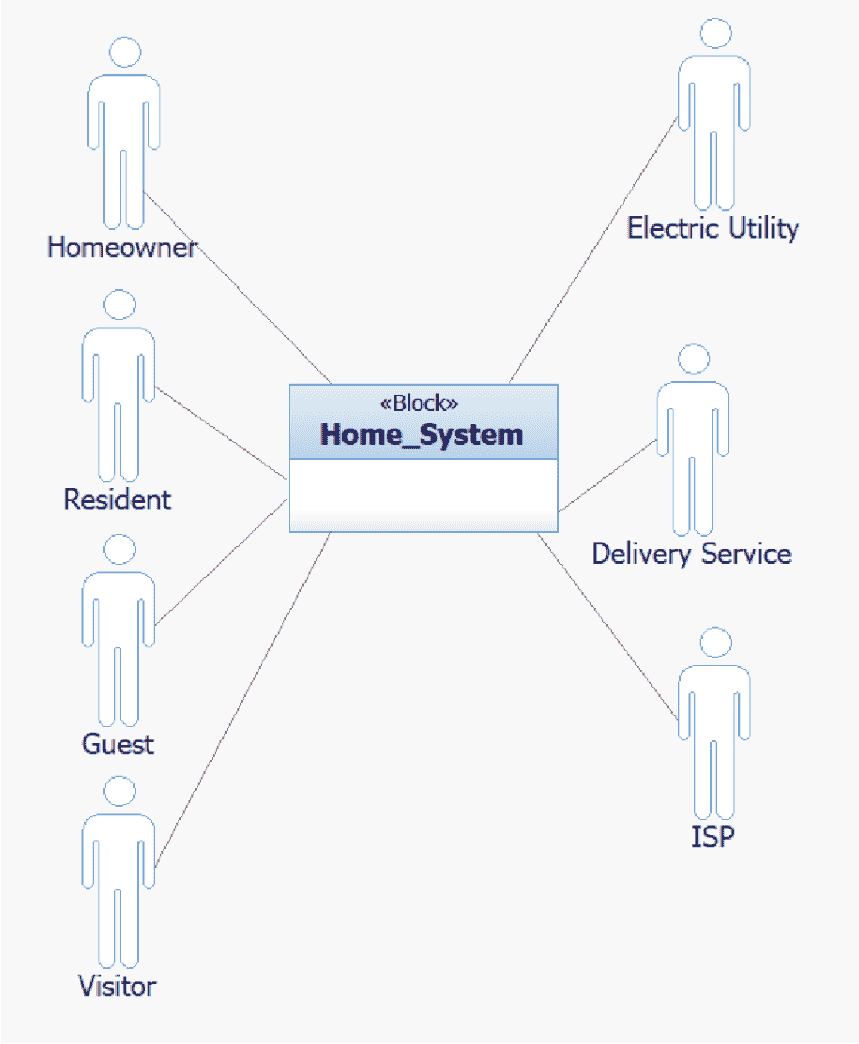 Homeowner
Electric Utility
«Block»
Home_System
Resident
Delivery Service
Guest
ISP
Visitor